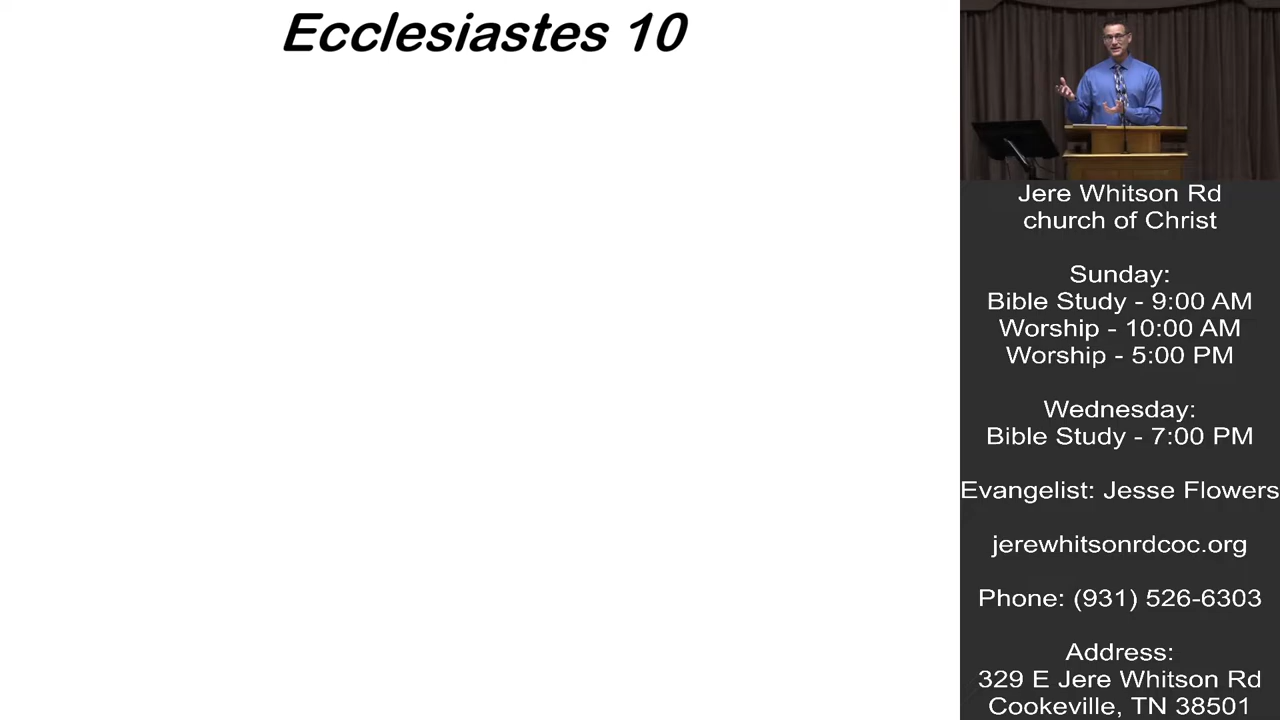 Ecclesiastes 10
Jere Whitson Rd
church of Christ
Sunday:
Bible Study - 9:00 AM
Worship - 10:00 AM
Worship - 5:00 PM
Wednesday:
Bible Study - 7:00 PM
Evangelist: Jesse Flowers
jerewhitsonrdcoc.org
Phone: (931) 526-6303
Address:
329 E Jere Whitson Rd
Cookeville, TN 38501